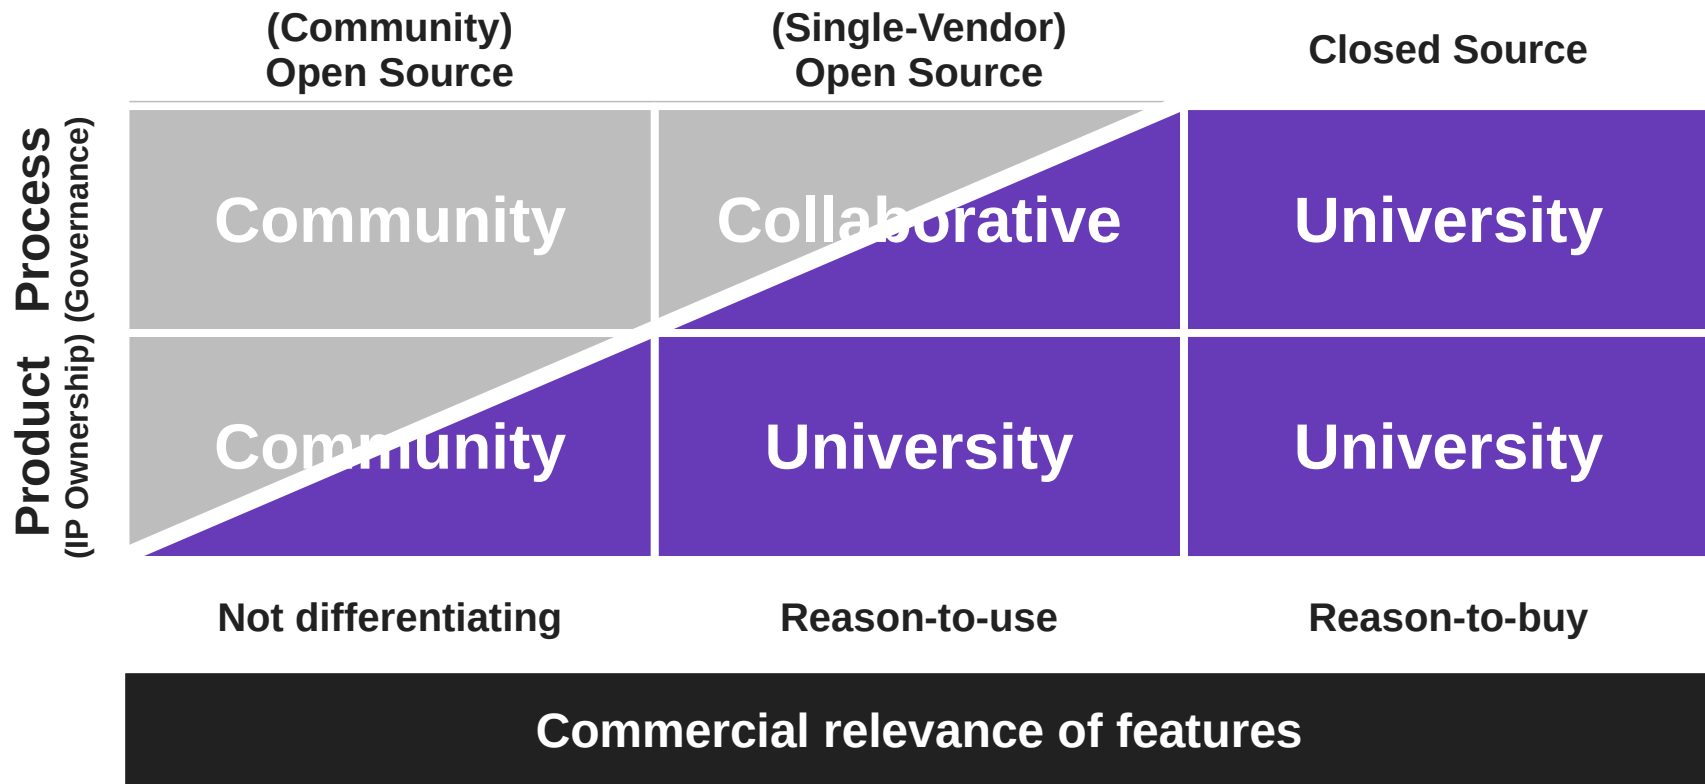 (Community)
Open Source
(Single-Vendor)
Open Source
Closed Source
Process
(Governance)
Community
Collaborative
University
Product
(IP Ownership)
Community
University
University
Not differentiating
Reason-to-use
Reason-to-buy
Commercial relevance of features